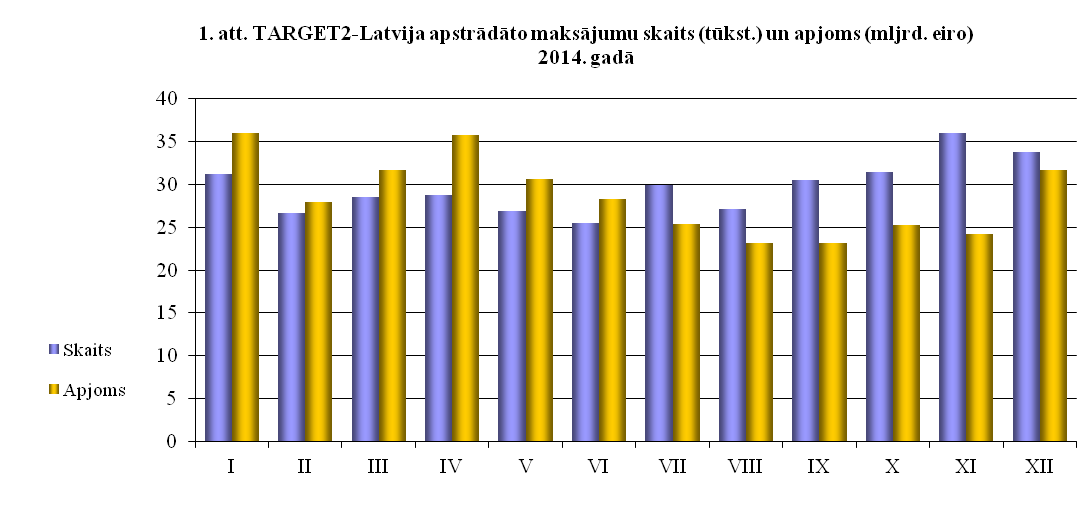 1. att. TARGET2-Latvija apstrādāto maksājumu skaits (tūkst.) un apjoms (mljrd. eiro)
2014. gadā
40
35
30
25
20
15
10
5
0
Skaits
Apjoms
I II III IV V VI VII VIII IX X XI XII